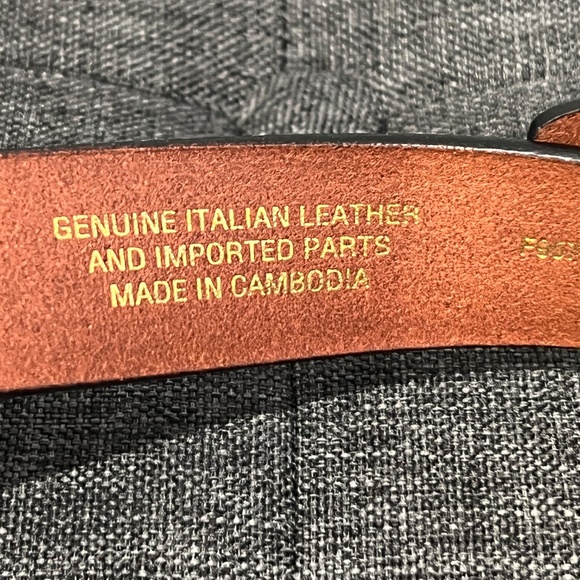 GENUINE ITALIAN LEATHER
AND IMPORTED PARTS
MADE IN CAMBODIA